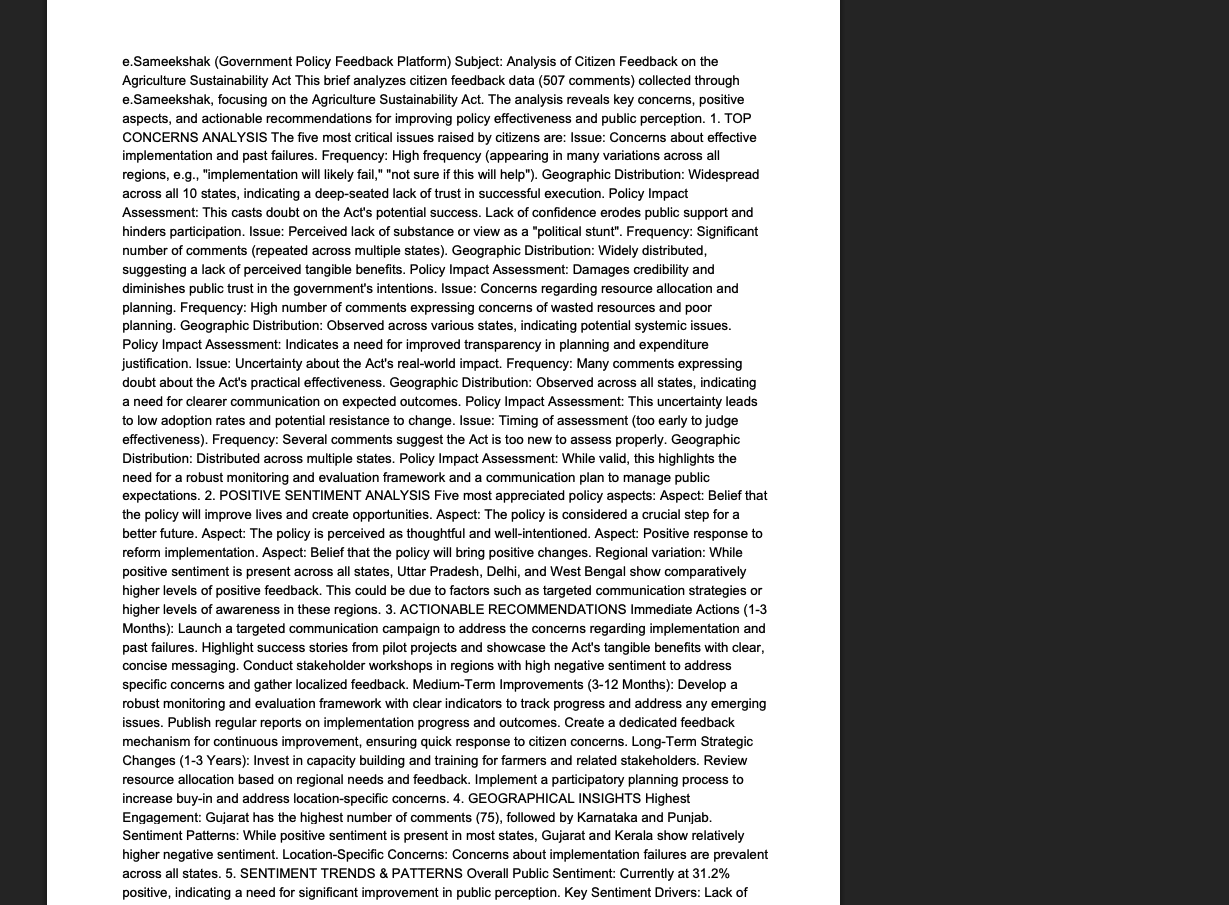 e.Sameekshak (Government Policy Feedback Platform) Subject: Analysis of Citizen Feedback on the
Agriculture Sustainability Act This brief analyzes citizen feedback data (507 comments) collected through
e.Sameekshak, focusing on the Agriculture Sustainability Act. The analysis reveals key concerns, positive
aspects, and actionable recommendations for improving policy effectiveness and public perception. 1. TOP
CONCERNS ANALYSIS The five most critical issues raised by citizens are: Issue: Concerns about effective
implementation and past failures. Frequency: High frequency (appearing in many variations across all
regions, e.g., "implementation will likely fail," "not sure if this will help"). Geographic Distribution: Widespread
across all 10 states, indicating a deep-seated lack of trust in successful execution. Policy Impact
Assessment: This casts doubt on the Act's potential success. Lack of confidence erodes public support and
hinders participation. Issue: Perceived lack of substance or view as a "political stunt". Frequency: Significant
number of comments (repeated across multiple states). Geographic Distribution: Widely distributed,
suggesting a lack of perceived tangible benefits. Policy Impact Assessment: Damages credibility and
diminishes public trust in the government's intentions. Issue: Concerns regarding resource allocation and
planning. Frequency: High number of comments expressing concerns of wasted resources and poor
planning. Geographic Distribution: Observed across various states, indicating potential systemic issues.
Policy Impact Assessment: Indicates a need for improved transparency in planning and expenditure
justification. Issue: Uncertainty about the Act's real-world impact. Frequency: Many comments expressing
doubt about the Act's practical effectiveness. Geographic Distribution: Observed across all states, indicating
a need for clearer communication on expected outcomes. Policy Impact Assessment: This uncertainty leads
to low adoption rates and potential resistance to change. Issue: Timing of assessment (too early to judge
effectiveness). Frequency: Several comments suggest the Act is too new to assess properly. Geographic
Distribution: Distributed across multiple states. Policy Impact Assessment: While valid, this highlights the
need for a robust monitoring and evaluation framework and a communication plan to manage public
expectations. 2. POSITIVE SENTIMENT ANALYSIS Five most appreciated policy aspects: Aspect: Belief that
the policy will improve lives and create opportunities. Aspect: The policy is considered a crucial step for a
better future. Aspect: The policy is perceived as thoughtful and well-intentioned. Aspect: Positive response to
reform implementation. Aspect: Belief that the policy will bring positive changes. Regional variation: While
positive sentiment is present across all states, Uttar Pradesh, Delhi, and West Bengal show comparatively
higher levels of positive feedback. This could be due to factors such as targeted communication strategies or
higher levels of awareness in these regions. 3. ACTIONABLE RECOMMENDATIONS Immediate Actions (1-3
Months): Launch a targeted communication campaign to address the concerns regarding implementation and
past failures. Highlight success stories from pilot projects and showcase the Act's tangible benefits with clear,
concise messaging. Conduct stakeholder workshops in regions with high negative sentiment to address
specific concerns and gather localized feedback. Medium-Term Improvements (3-12 Months): Develop a
robust monitoring and evaluation framework with clear indicators to track progress and address any emerging
issues. Publish regular reports on implementation progress and outcomes. Create a dedicated feedback
mechanism for continuous improvement, ensuring quick response to citizen concerns. Long-Term Strategic
Changes (1-3 Years): Invest in capacity building and training for farmers and related stakeholders. Review
resource allocation based on regional needs and feedback. Implement a participatory planning process to
increase buy-in and address location-specific concerns. 4. GEOGRAPHICAL INSIGHTS Highest
Engagement: Gujarat has the highest number of comments (75), followed by Karnataka and Punjab.
Sentiment Patterns: While positive sentiment is present in most states, Gujarat and Kerala show relatively
higher negative sentiment. Location-Specific Concerns: Concerns about implementation failures are prevalent
across all states. 5. SENTIMENT TRENDS & PATTERNS Overall Public Sentiment: Currently at 31.2%
positive, indicating a need for significant improvement in public perception. Key Sentiment Drivers: Lack of